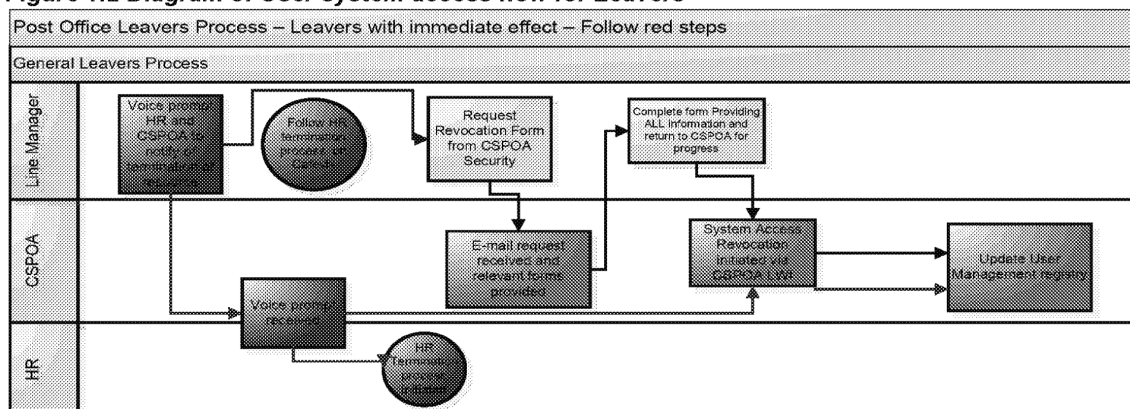 Figure 1.2 Diagram of User system access flow for Leavers
Post Office Leavers Process – Leavers with immediate effect – Follow red steps
General Leavers Process
Line Manager
Voice prompt
HR and
CSPOA to
notify of
termination
Follow HR
termination
process on
Request
Revocation Form
from CSPOA
Security
Complete form Providing
ALL information and
return to CSPOA for
progress
CSPOA
E-mail request
received and
relevant forms
provided
System Access
Revocation
initiated via
CSPOA LWI
Update User
Management registry
Voice prompt
received
HR
HR
Termination
process
initiated